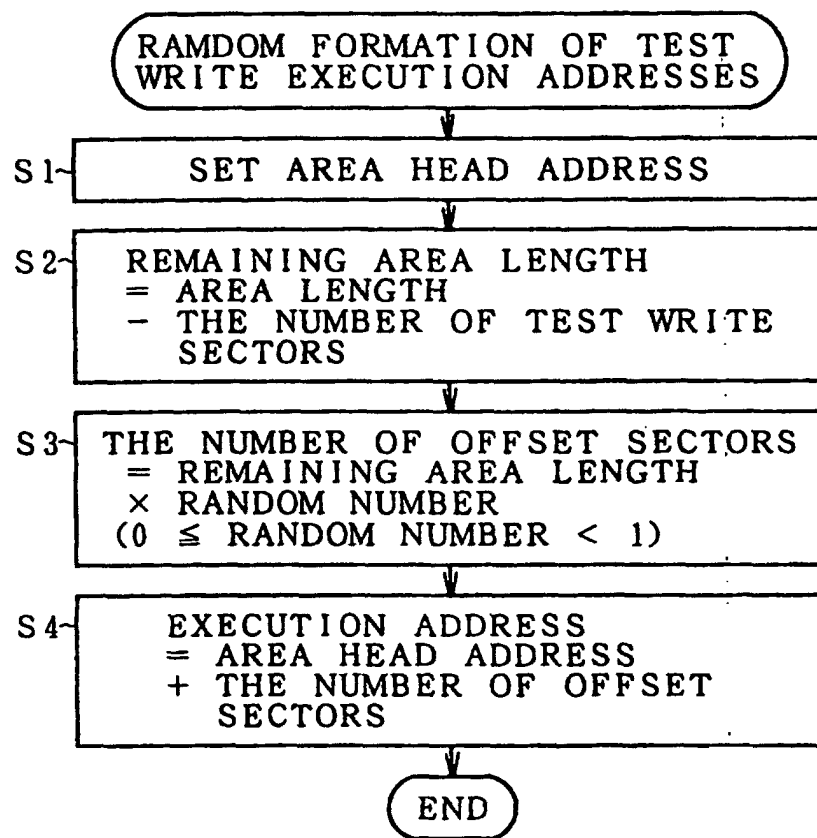 RAMDOM FORMATION OF TEST
WRITE EXECUTION ADDRESSES
S1
SET AREA HEAD ADDRESS
S2
REMAINING AREA LENGTH
= AREA LENGTH
- THE NUMBER OF TEST WRITE
SECTORS
S3
THE NUMBER OF OFFSET SECTORS
= REMAINING AREA LENGTH
× RANDOM NUMBER
(0 ≦ RANDOM NUMBER < 1)
S4
EXECUTION ADDRESS
= AREA HEAD ADDRESS
+ THE NUMBER OF OFFSET
SECTORS
END